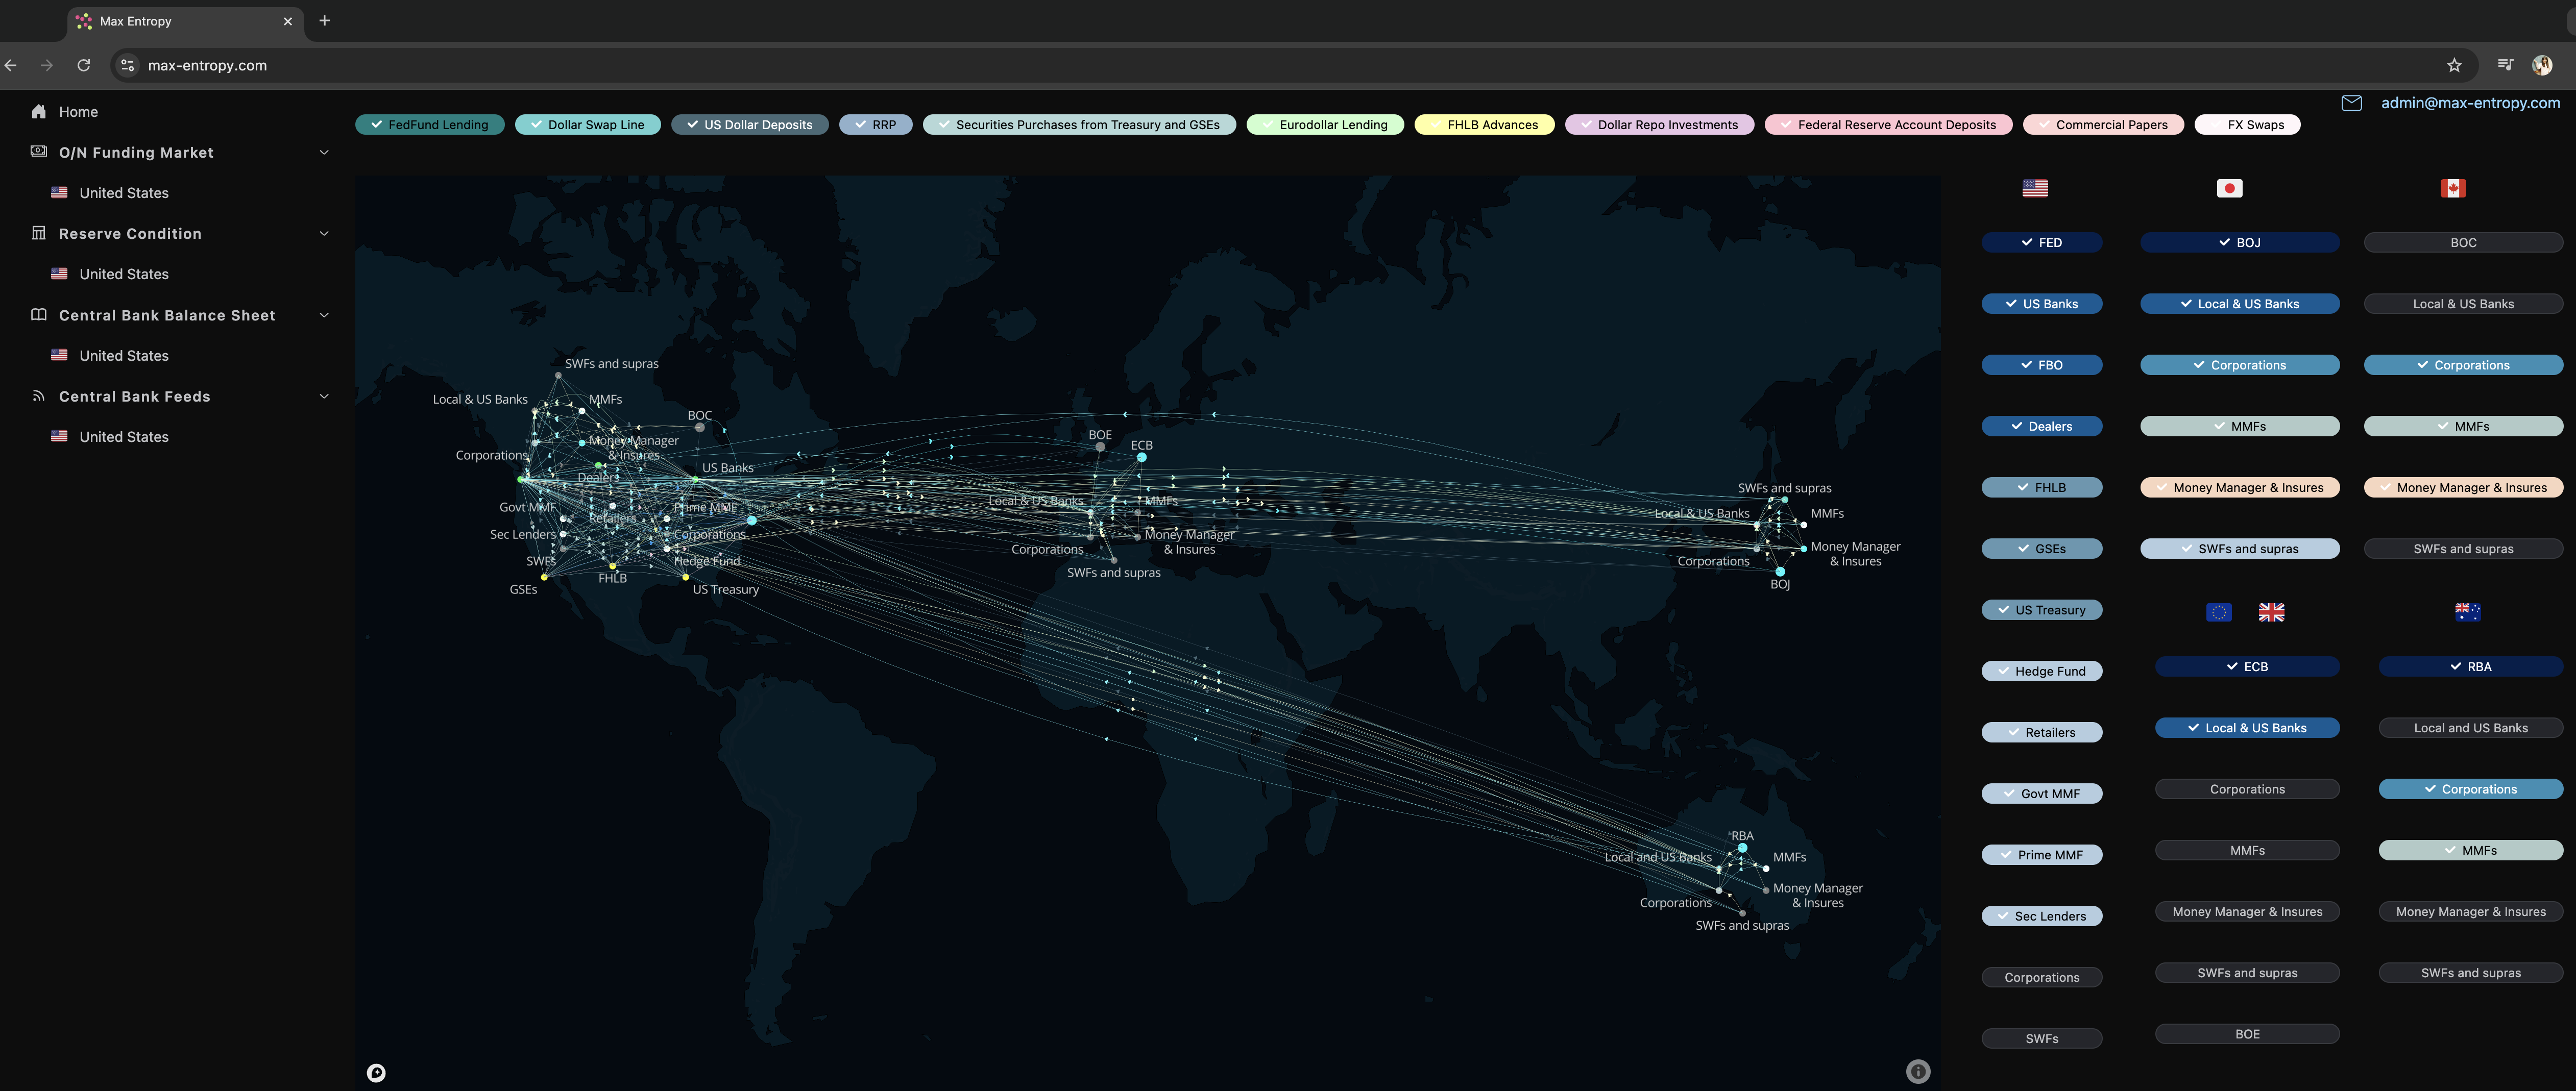 Max Entropy
max-entropy.com
admin@max-entropy.com
Home
O/N Funding Market
United States
Reserve Condition
United States
Central Bank Balance Sheet
United States
Central Bank Feeds
United States
FedFund Lending
Dollar Swap Line
US Dollar Deposits
RRP
Securities Purchases from Treasury and GSEs
Eurodollar Lending
FHLB Advances
Dollar Repo Investments
Federal Reserve Account Deposits
Commercial Papers
FX Swaps
SWFs and supras
Local & US Banks
MMFs
BOC
Money Manager
& Insures
Corporations
US Banks
Dealers
Govt MMF
Retailers
Prime MMF
Sec Lenders
Corporations
SWFs
Hedge Fund
FHLB
GSEs
US Treasury
BOE
ECB
Local & US Banks
MMFs
Corporations
Money Manager
& Insures
SWFs and supras
SWFs and supras
Local & US Banks
MMFs
Corporations
Money Manager
& Insures
BOJ
RBA
Local and US Banks
MMFs
Corporations
Money Manager
& Insures
SWFs and supras
FED
US Banks
FBO
Dealers
FHLB
GSEs
US Treasury
Hedge Fund
Retailers
Govt MMF
Prime MMF
Sec Lenders
Corporations
SWFs
BOJ
Local & US Banks
Corporations
MMFs
Money Manager & Insures
SWFs and supras
BOC
Local & US Banks
Corporations
MMFs
Money Manager & Insures
SWFs and supras
ECB
Local & US Banks
Corporations
MMFs
Money Manager & Insures
SWFs and supras
BOE
RBA
Local and US Banks
Corporations
MMFs
Money Manager & Insures
SWFs and supras